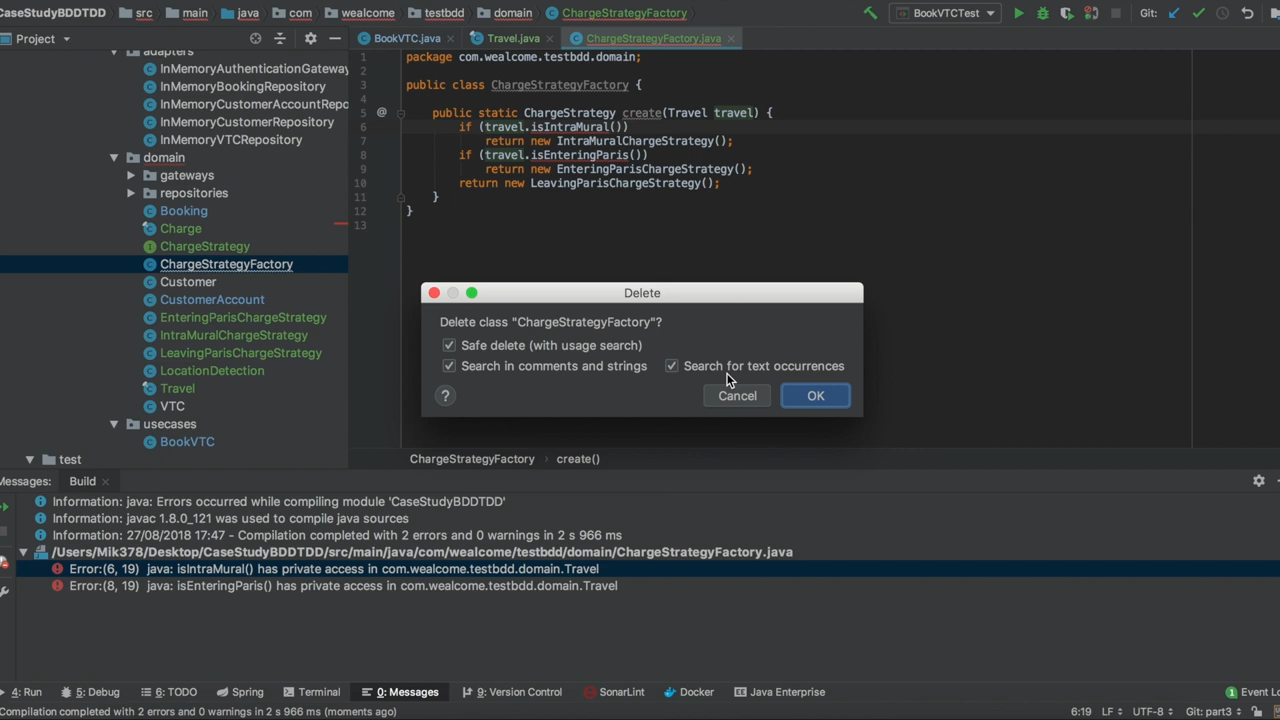 CaseStudyBDDTDD src main java com wealcome testbdd domain ChargeStrategyFactory BookVTCTest Git:
Project BookVTC.java Travel.java ChargeStrategyFactory.java
adapters
InMemoryAuthenticationGateway
InMemoryBookingRepository
InMemoryCustomerAccountRepo
InMemoryCustomerRepository
InMemoryVTCRepository
domain
gateways
repositories
Booking
Charge
ChargeStrategy
ChargeStrategyFactory
Customer
CustomerAccount
EnteringParisChargeStrategy
IntraMuralChargeStrategy
LeavingParisChargeStrategy
LocationDetection
Travel
VTC
usecases
BookVTC
test
1 package com.wealcome.testbdd.domain;
2
3 public class ChargeStrategyFactory {
4
5 @ public static ChargeStrategy create(Travel travel) {
6 if (travel.isIntraMural())
7 return new IntraMuralChargeStrategy();
8 if (travel.isEnteringParis())
9 return new EnteringParisChargeStrategy();
10 return new LeavingParisChargeStrategy();
11 }
12 }
13
Delete
Delete class "ChargeStrategyFactory"?
Safe delete (with usage search)
Search in comments and strings Search for text occurrences
? Cancel OK
ChargeStrategyFactory › create()
Messages: Build
Information: java: Errors occurred while compiling module 'CaseStudyBDDTDD'
Information: javac 1.8.0_121 was used to compile java sources
Information: 27/08/2018 17:47 - Compilation completed with 2 errors and 0 warnings in 2 s 966 ms
/Users/Mik378/Desktop/CaseStudyBDDTDD/src/main/java/com/wealcome/testbdd/domain/ChargeStrategyFactory.java
Error:(6, 19) java: isIntraMural() has private access in com.wealcome.testbdd.domain.Travel
Error:(8, 19) java: isEnteringParis() has private access in com.wealcome.testbdd.domain.Travel
4: Run 5: Debug 6: TODO Spring Terminal 0: Messages 9: Version Control SonarLint Docker Java Enterprise 1 Event Lo
Compilation completed with 2 errors and 0 warnings in 2 s 966 ms (moments ago) 6:19 LF UTF-8 Git: part3